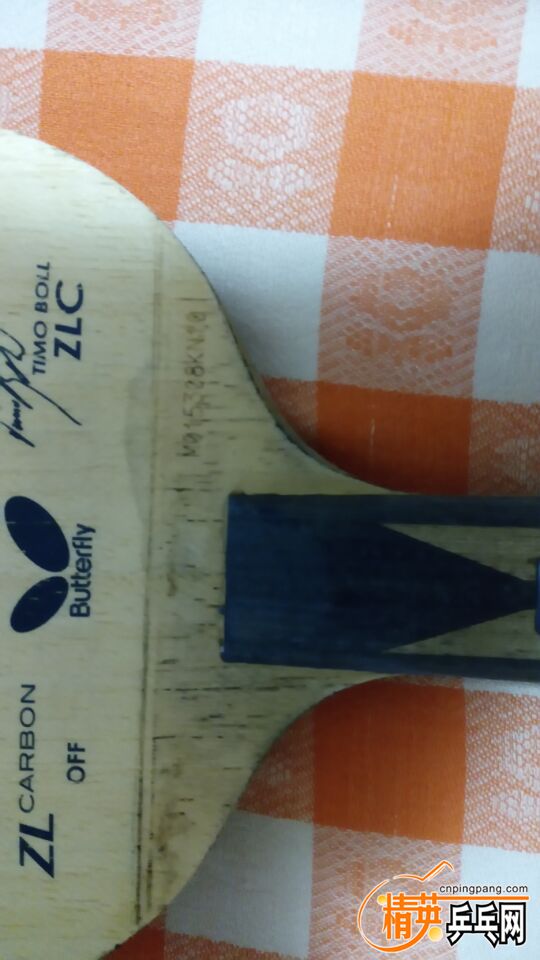 TIMO BOLL
ZLC
Butterfly
ZL CARBON
OFF
cnpingpang.com
精英乒乓网